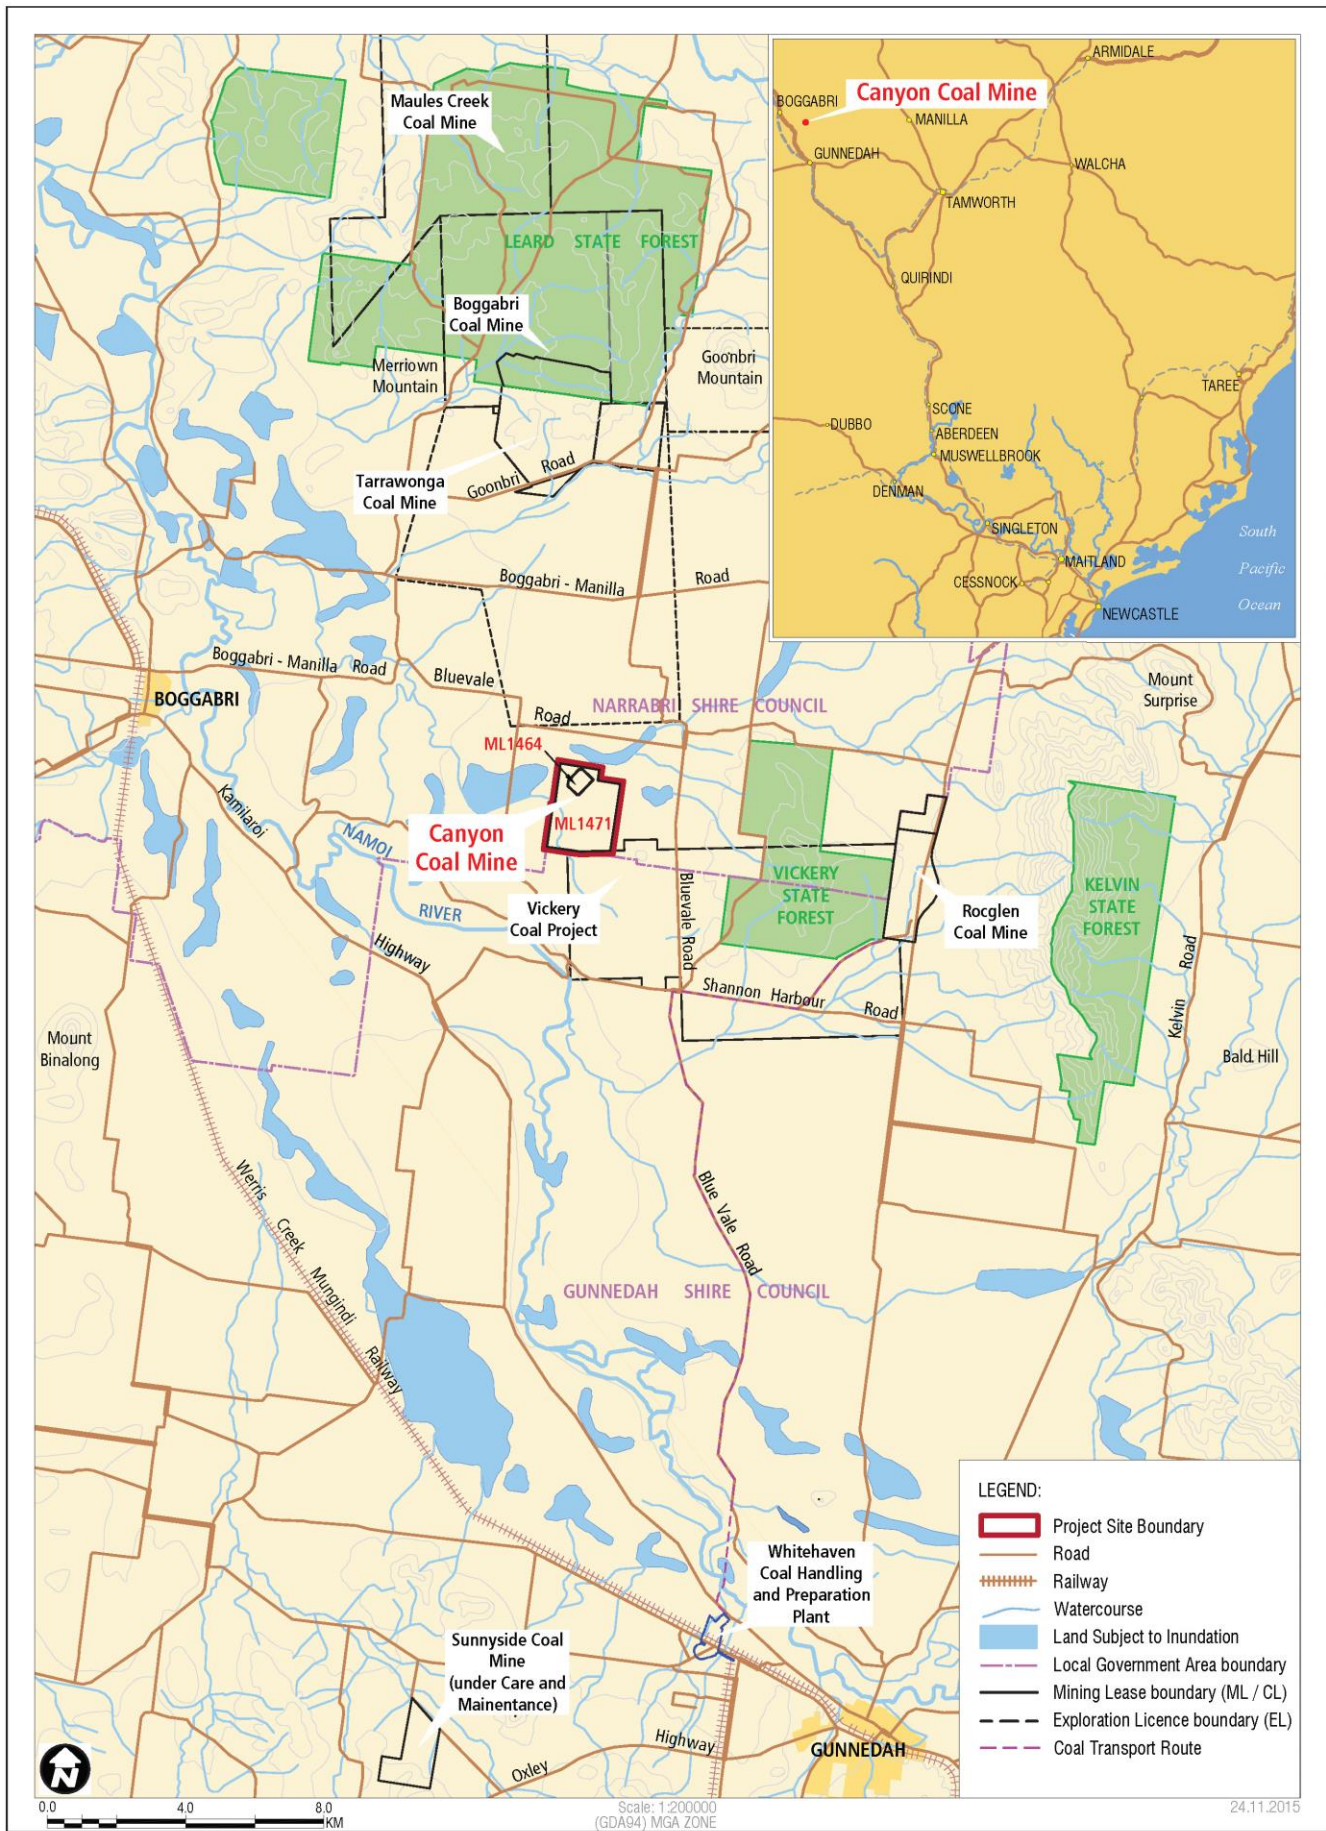 Maules Creek
Coal Mine
LEARD STATE FOREST
Boggabri
Coal Mine
Merriown
Mountain
Goonbri
Mountain
Tarrawonga
Coal Mine
Goonbri Road
Boggabri - Manilla Road
Boggabri - Manilla Road
Bluevale
Road
BOGGABRI
NARRABRI SHIRE COUNCIL
ML1464
ML1471
Canyon
Coal Mine
Kamilaroi
Highway
NAMOI
RIVER
Vickery
Coal Project
Bluevale Road
VICKERY
STATE
FOREST
Rocglen
Coal Mine
KELVIN
STATE
FOREST
Mount
Surprise
Kelvin Road
Bald Hill
Shannon Harbour Road
Mount
Binalong
Werris Creek Mungindi Railway
Blue Vale Road
GUNNEDAH SHIRE COUNCIL
Whitehaven
Coal Handling
and Preparation
Plant
Sunnyside Coal
Mine
(under Care and
Mainentance)
Oxley Highway
GUNNEDAH
ARMIDALE
BOGGABRI
Canyon Coal Mine
MANILLA
GUNNEDAH
WALCHA
TAMWORTH
QUIRINDI
TAREE
SCONE
DUBBO
ABERDEEN
MUSWELLBROOK
DENMAN
SINGLETON
MAITLAND
CESSNOCK
NEWCASTLE
South
Pacific
Ocean
LEGEND:
Project Site Boundary
Road
Railway
Watercourse
Land Subject to Inundation
Local Government Area boundary
Mining Lease boundary (ML / CL)
Exploration Licence boundary (EL)
Coal Transport Route
N
0.0 4.0 8.0
KM
Scale: 1:200000
(GDA94) MGA ZONE
24.11.2015